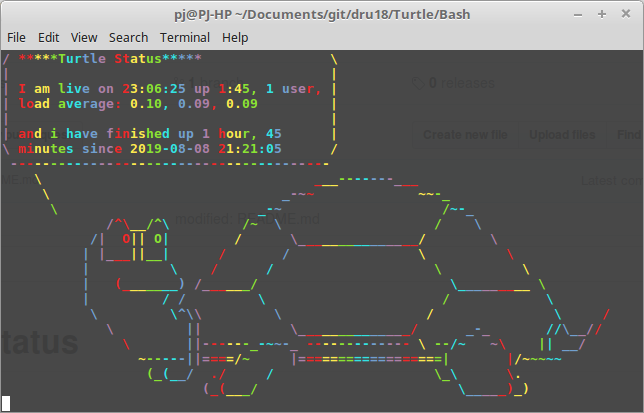 pj@PJ-HP ~/Documents/git/dru18/Turtle/Bash
File Edit View Search Terminal Help
*****Turtle Status*****
I am live on 23:06:25 up 1:45, 1 user,
load average: 0.10, 0.09, 0.09
and i have finished up 1 hour, 45
minutes since 2019-08-08 21:21:05
0 releases
Create new file Upload files Find
modified: README.md
tatus